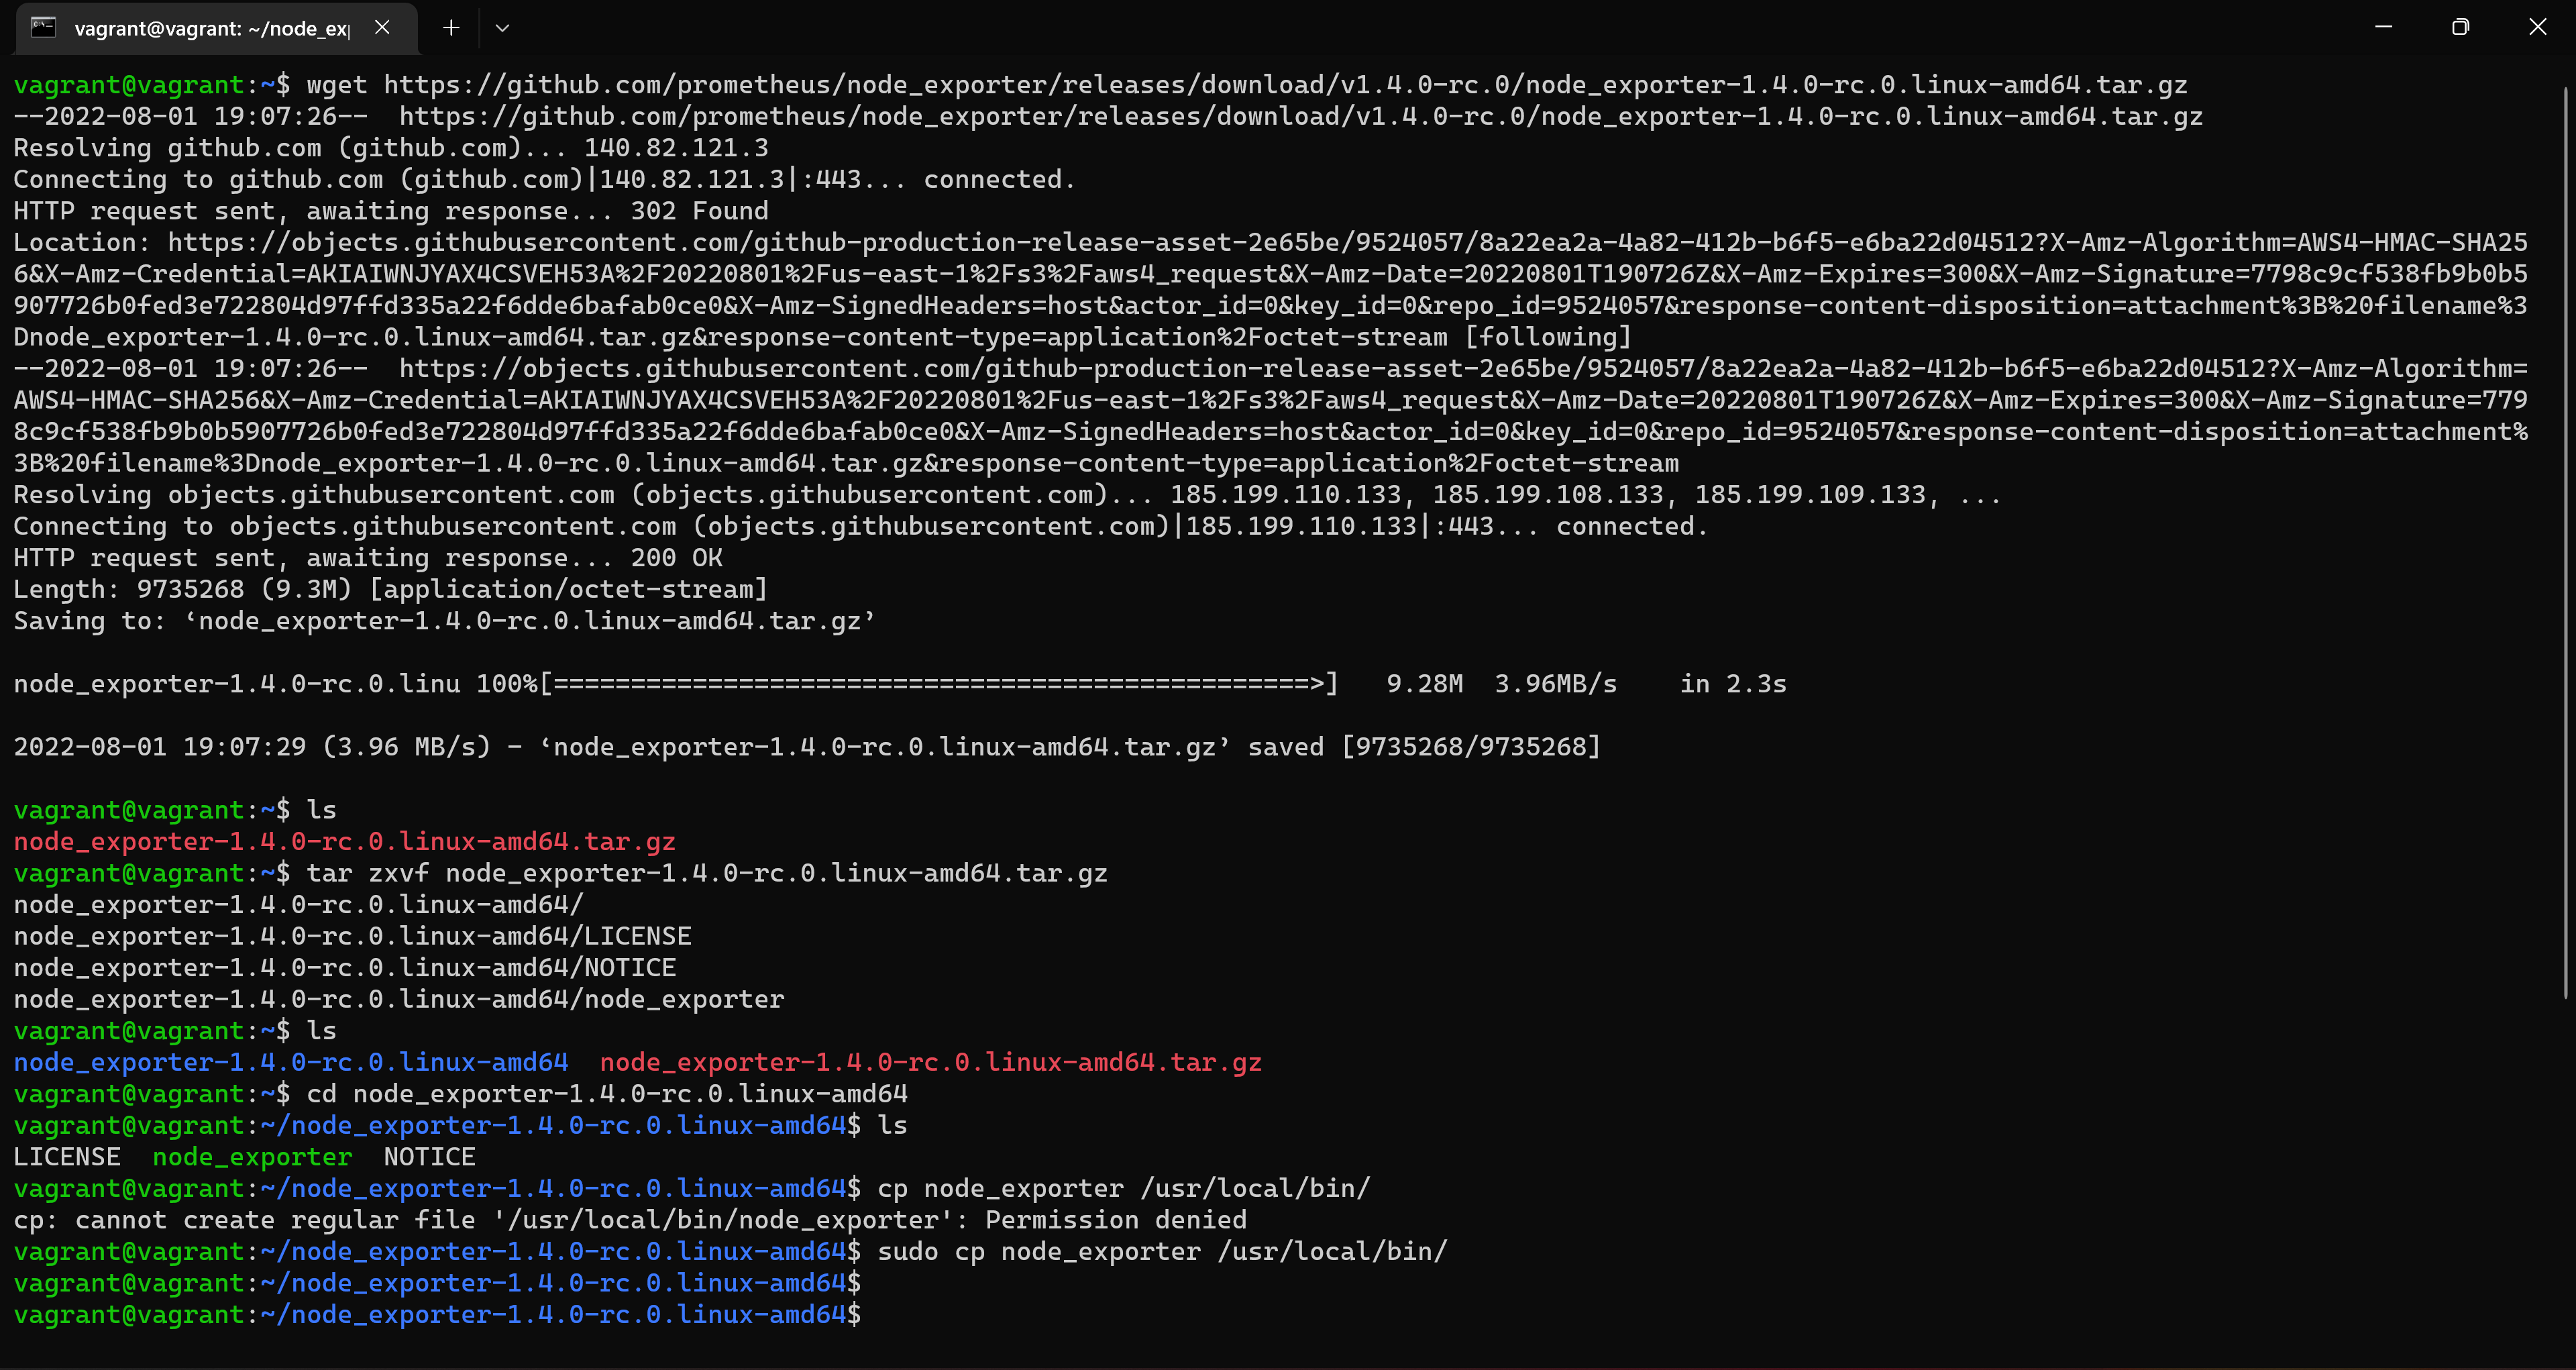 vagrant@vagrant: ~/node_ex
vagrant@vagrant:~$ wget https://github.com/prometheus/node_exporter/releases/download/v1.4.0-rc.0/node_exporter-1.4.0-rc.0.linux-amd64.tar.gz
--2022-08-01 19:07:26--  https://github.com/prometheus/node_exporter/releases/download/v1.4.0-rc.0/node_exporter-1.4.0-rc.0.linux-amd64.tar.gz
Resolving github.com (github.com)... 140.82.121.3
Connecting to github.com (github.com)|140.82.121.3|:443... connected.
HTTP request sent, awaiting response... 302 Found
Location: https://objects.githubusercontent.com/github-production-release-asset-2e65be/9524057/8a22ea2a-4a82-412b-b6f5-e6ba22d04512?X-Amz-Algorithm=AWS4-HMAC-SHA25
6&X-Amz-Credential=AKIAIWNJYAX4CSVEH53A%2F20220801%2Fus-east-1%2Fs3%2Faws4_request&X-Amz-Date=20220801T190726Z&X-Amz-Expires=300&X-Amz-Signature=7798c9cf538fb9b0b5
907726b0fed3e722804d97ffd335a22f6dde6bafab0ce0&X-Amz-SignedHeaders=host&actor_id=0&key_id=0&repo_id=9524057&response-content-disposition=attachment%3B%20filename%3
Dnode_exporter-1.4.0-rc.0.linux-amd64.tar.gz&response-content-type=application%2Foctet-stream [following]
--2022-08-01 19:07:26--  https://objects.githubusercontent.com/github-production-release-asset-2e65be/9524057/8a22ea2a-4a82-412b-b6f5-e6ba22d04512?X-Amz-Algorithm=
AWS4-HMAC-SHA256&X-Amz-Credential=AKIAIWNJYAX4CSVEH53A%2F20220801%2Fus-east-1%2Fs3%2Faws4_request&X-Amz-Date=20220801T190726Z&X-Amz-Expires=300&X-Amz-Signature=779
8c9cf538fb9b0b5907726b0fed3e722804d97ffd335a22f6dde6bafab0ce0&X-Amz-SignedHeaders=host&actor_id=0&key_id=0&repo_id=9524057&response-content-disposition=attachment%
3B%20filename%3Dnode_exporter-1.4.0-rc.0.linux-amd64.tar.gz&response-content-type=application%2Foctet-stream
Resolving objects.githubusercontent.com (objects.githubusercontent.com)... 185.199.110.133, 185.199.108.133, 185.199.109.133, ...
Connecting to objects.githubusercontent.com (objects.githubusercontent.com)|185.199.110.133|:443... connected.
HTTP request sent, awaiting response... 200 OK
Length: 9735268 (9.3M) [application/octet-stream]
Saving to: ‘node_exporter-1.4.0-rc.0.linux-amd64.tar.gz’
node_exporter-1.4.0-rc.0.linu 100%[=================================================>]   9.28M  3.96MB/s    in 2.3s
2022-08-01 19:07:29 (3.96 MB/s) - ‘node_exporter-1.4.0-rc.0.linux-amd64.tar.gz’ saved [9735268/9735268]
vagrant@vagrant:~$ ls
node_exporter-1.4.0-rc.0.linux-amd64.tar.gz
vagrant@vagrant:~$ tar zxvf node_exporter-1.4.0-rc.0.linux-amd64.tar.gz
node_exporter-1.4.0-rc.0.linux-amd64/
node_exporter-1.4.0-rc.0.linux-amd64/LICENSE
node_exporter-1.4.0-rc.0.linux-amd64/NOTICE
node_exporter-1.4.0-rc.0.linux-amd64/node_exporter
vagrant@vagrant:~$ ls
node_exporter-1.4.0-rc.0.linux-amd64  node_exporter-1.4.0-rc.0.linux-amd64.tar.gz
vagrant@vagrant:~$ cd node_exporter-1.4.0-rc.0.linux-amd64
vagrant@vagrant:~/node_exporter-1.4.0-rc.0.linux-amd64$ ls
LICENSE  node_exporter  NOTICE
vagrant@vagrant:~/node_exporter-1.4.0-rc.0.linux-amd64$ cp node_exporter /usr/local/bin/
cp: cannot create regular file '/usr/local/bin/node_exporter': Permission denied
vagrant@vagrant:~/node_exporter-1.4.0-rc.0.linux-amd64$ sudo cp node_exporter /usr/local/bin/
vagrant@vagrant:~/node_exporter-1.4.0-rc.0.linux-amd64$
vagrant@vagrant:~/node_exporter-1.4.0-rc.0.linux-amd64$